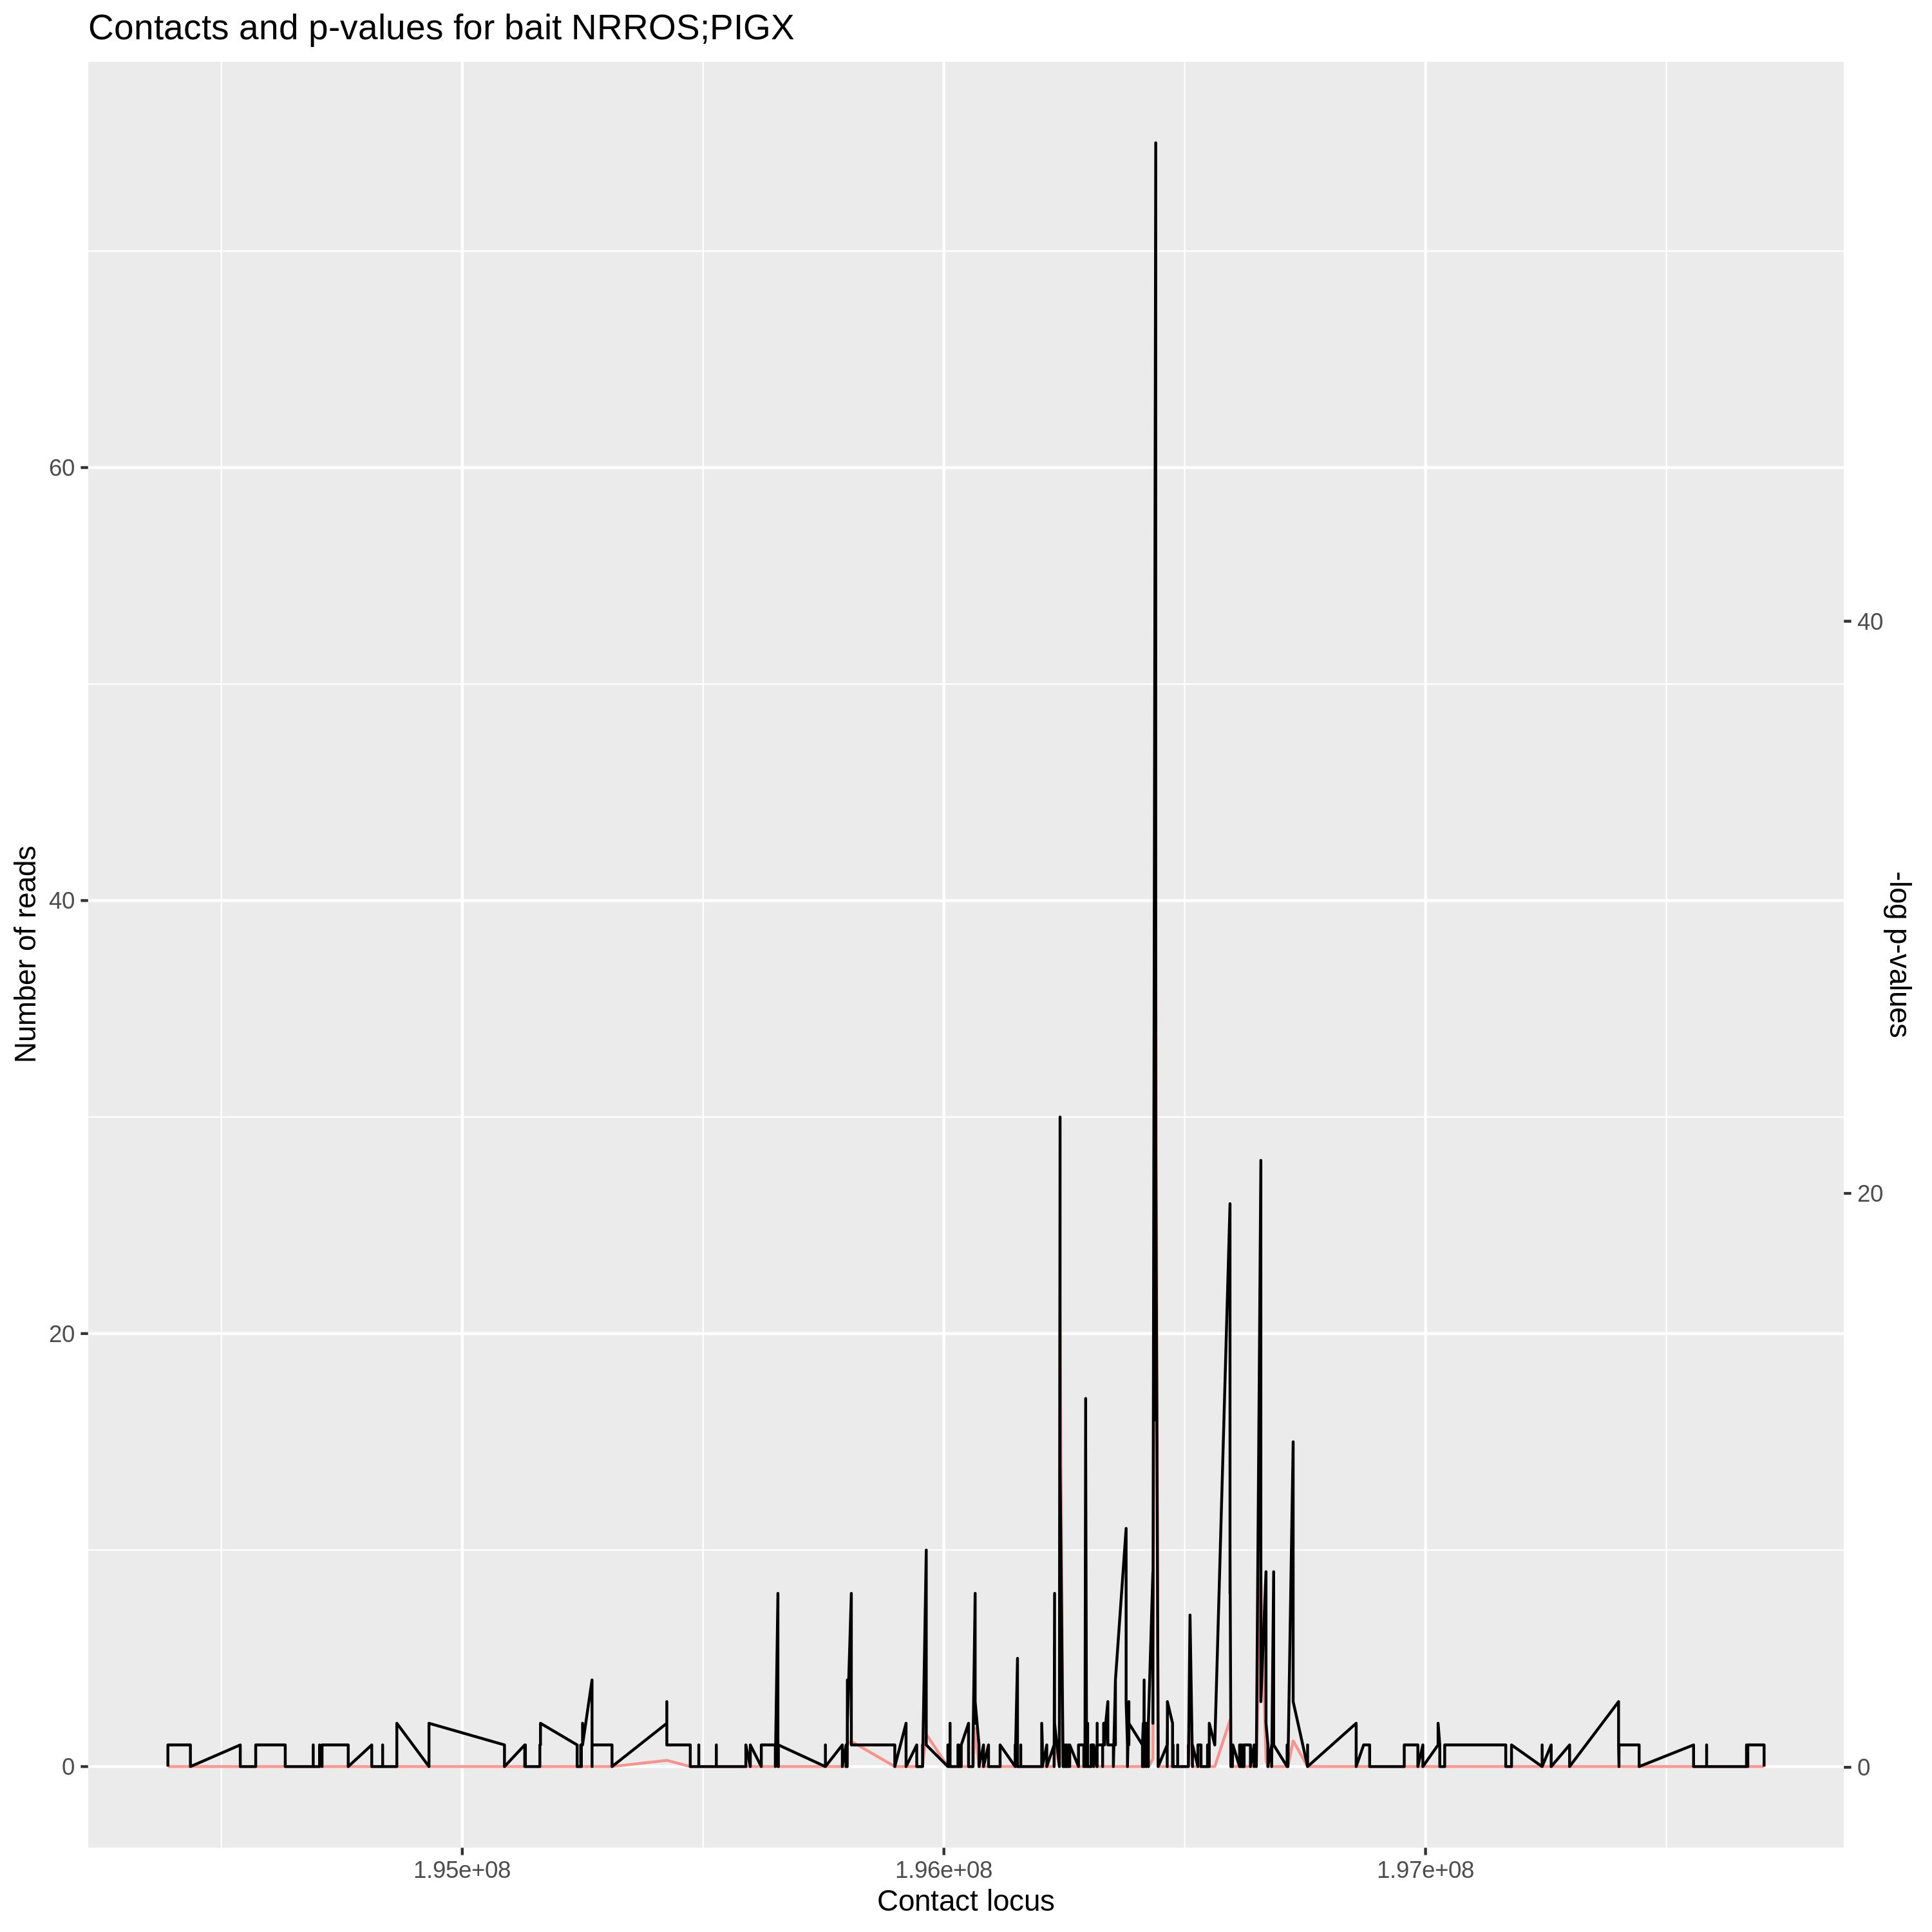 Contacts and p-values for bait NRROS;PIGX
60
40
20
0
Number of reads
40
20
0
-log p-values
1.95e+08
1.96e+08
1.97e+08
Contact locus